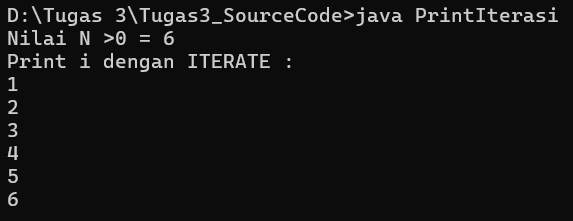 D:\Tugas 3\Tugas3_SourceCode>java PrintIterasi
Nilai N >0 = 6
Print i dengan ITERATE :
1
2
3
4
5
6